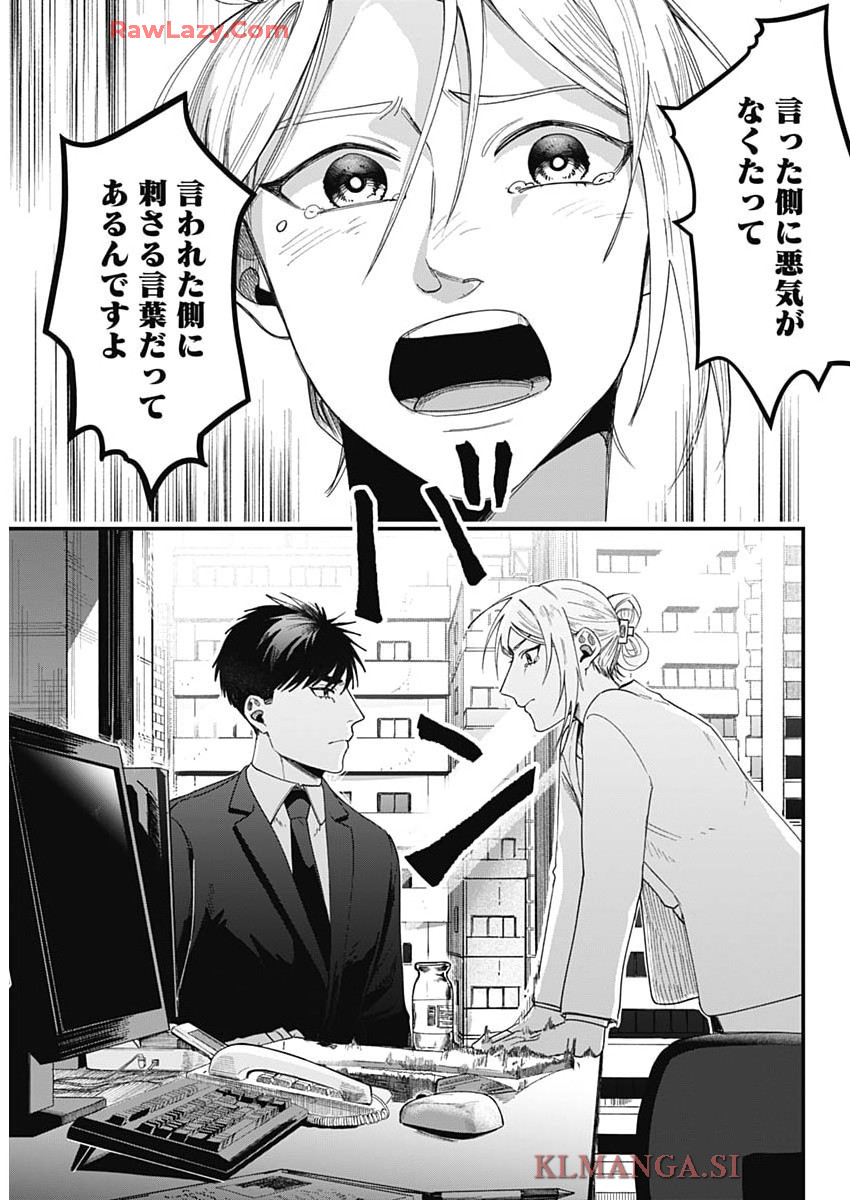 RawLazy.Com
言った側に悪気が
なくたって
言われた側に
刺さる言葉だって
あるんですよ
バン
KLMANGA.SI